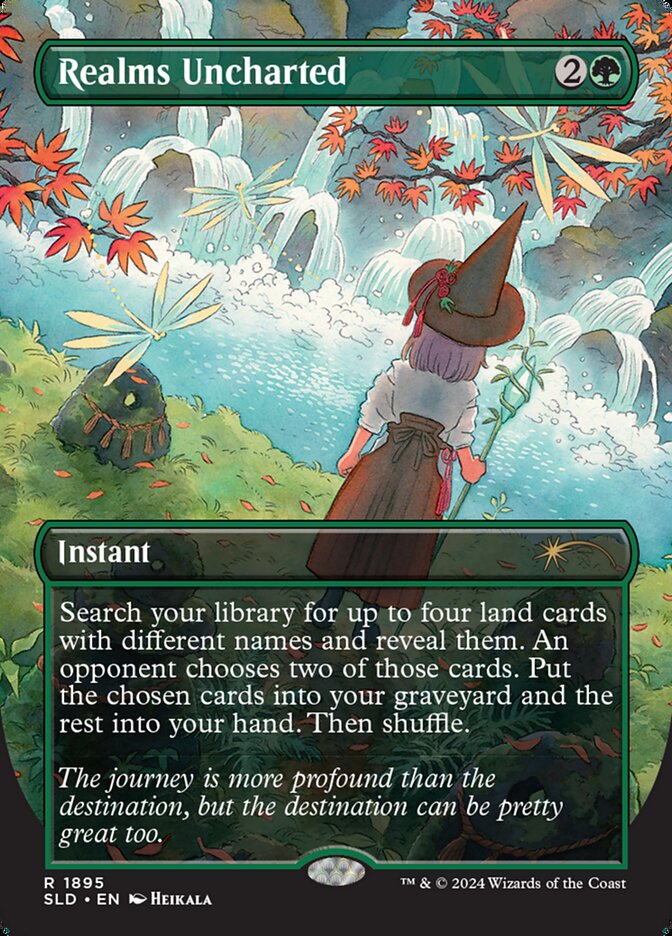 Realms Uncharted 2
Instant
Search your library for up to four land cards
with different names and reveal them. An
opponent chooses two of those cards. Put
the chosen cards into your graveyard and the
rest into your hand. Then shuffle.
The journey is more profound than the
destination, but the destination can be pretty
great too.
R 1895
SLD • EN HEIKALA
™ & © 2024 Wizards of the Coast